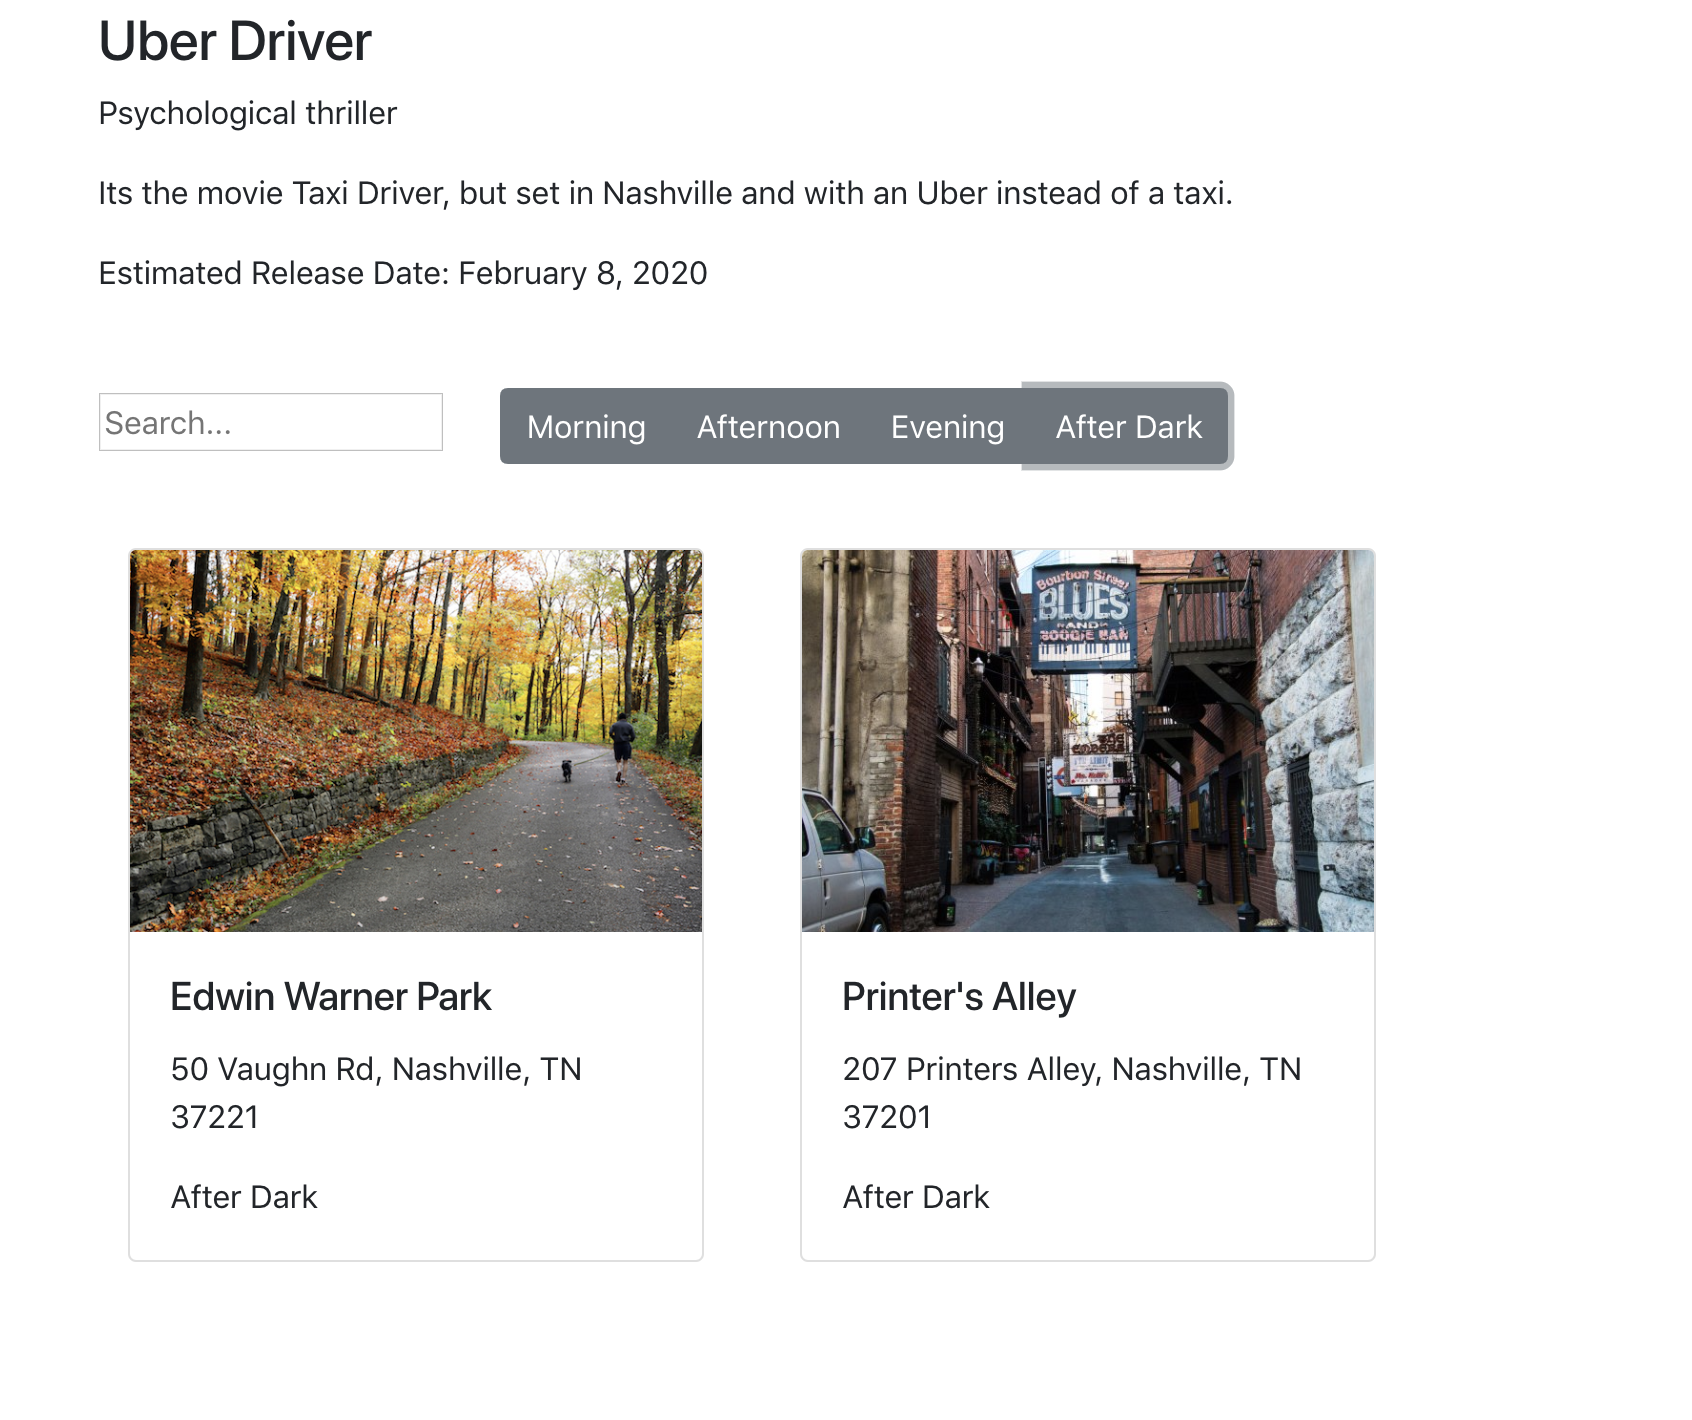 Uber Driver
Psychological thriller
Its the movie Taxi Driver, but set in Nashville and with an Uber instead of a taxi.
Estimated Release Date: February 8, 2020
Search...
Morning Afternoon Evening After Dark
Bourbon Street
BLUES
AND
BOOGIE BAR
Edwin Warner Park
50 Vaughn Rd, Nashville, TN
37221
After Dark
Printer's Alley
207 Printers Alley, Nashville, TN
37201
After Dark